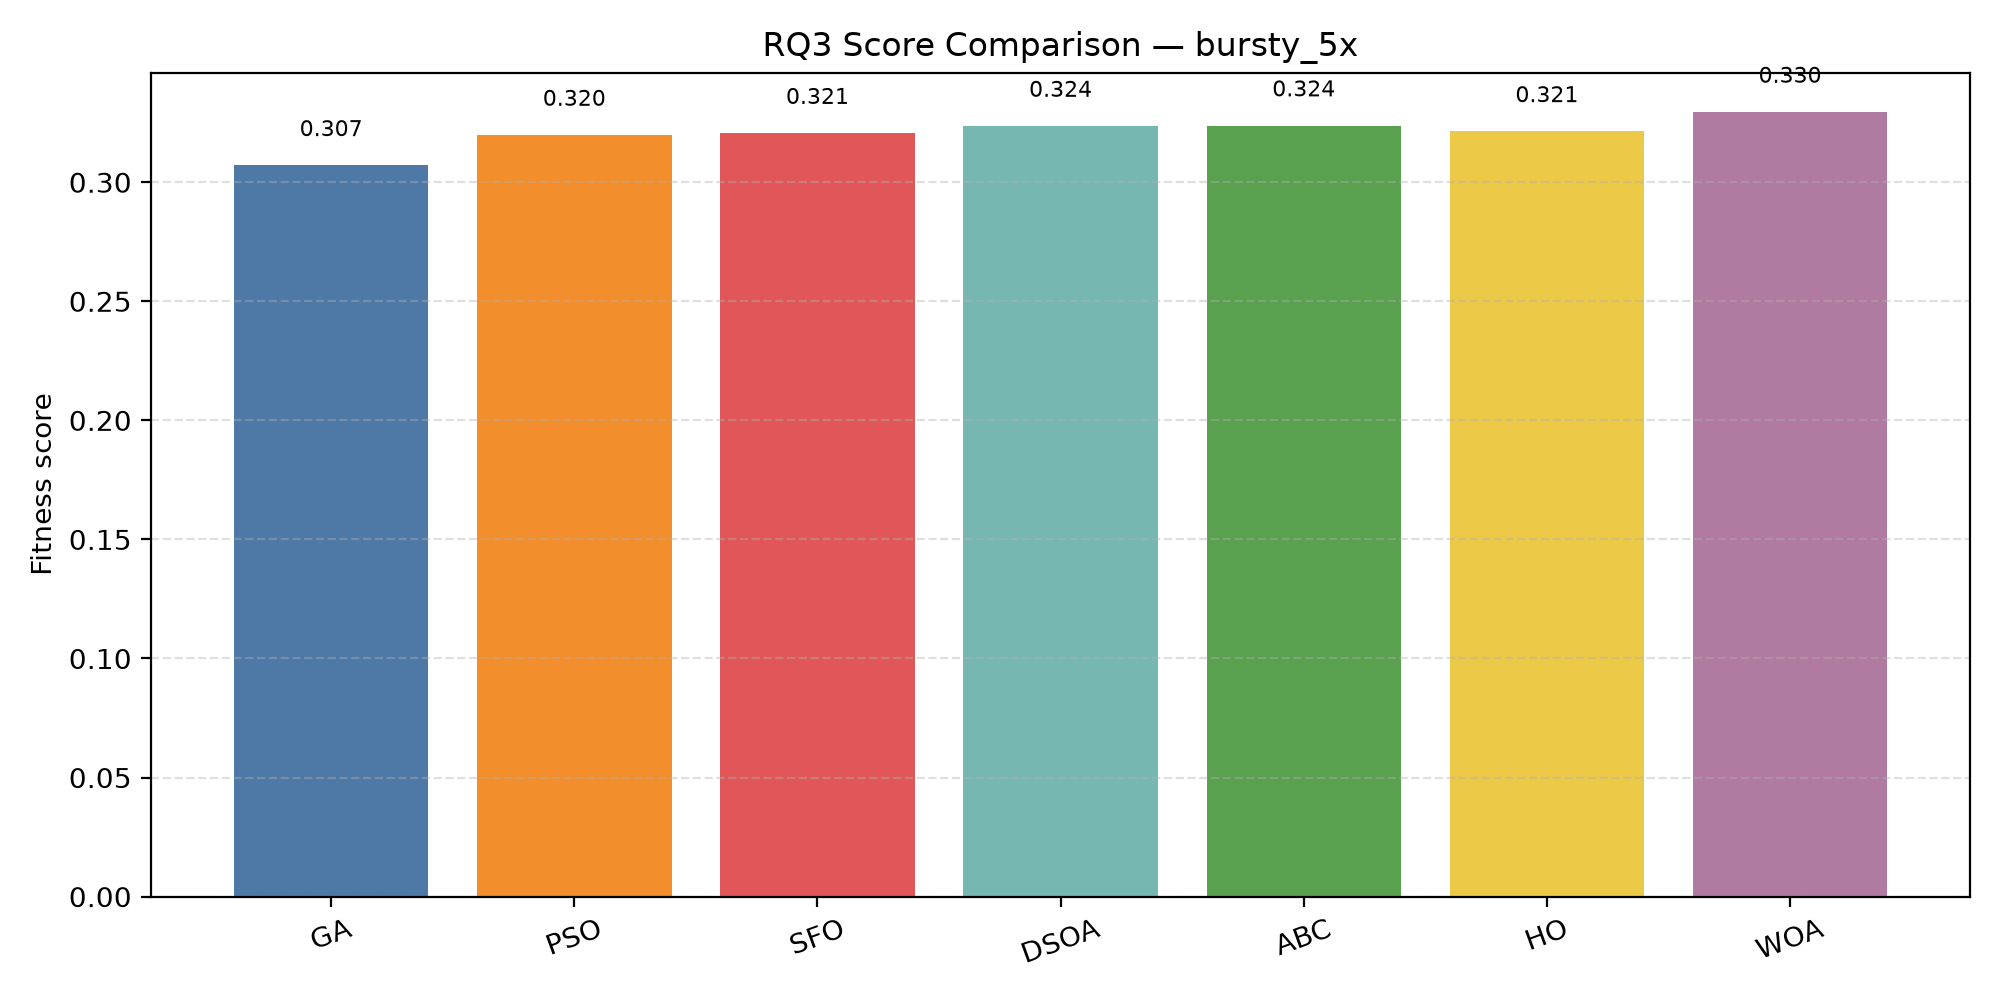 RQ3 Score Comparison — bursty_5x
0.307
0.320
0.321
0.324
0.324
0.321
0.330
Fitness score
0.30
0.25
0.20
0.15
0.10
0.05
0.00
GA
PSO
SFO
DSOA
ABC
HO
WOA